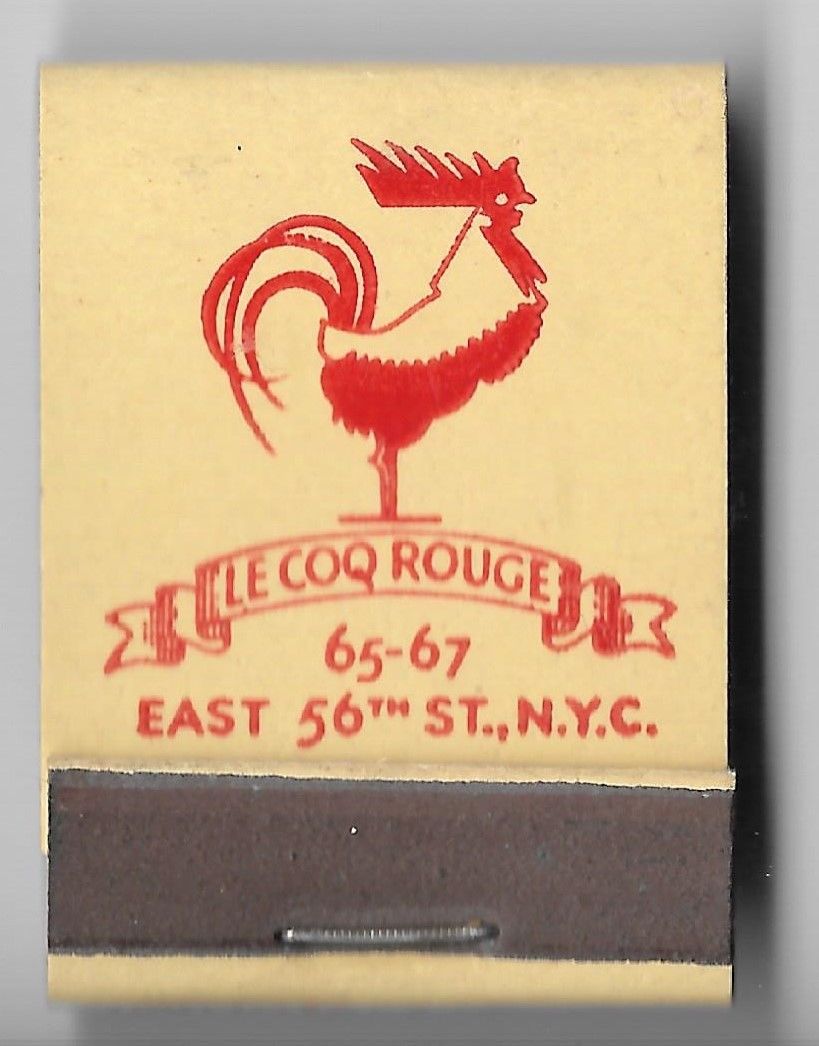 LE COQ ROUGE
65-67
EAST 56TH ST., N.Y.C.